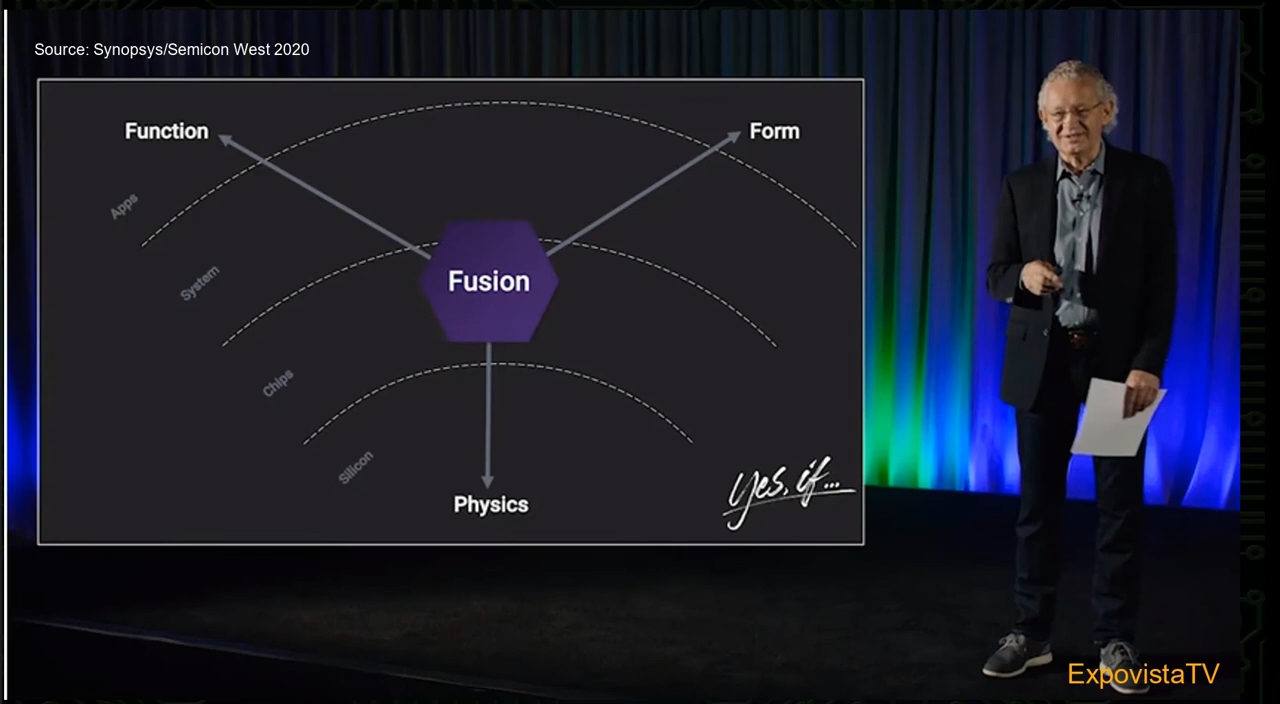 Source: Synopsys/Semicon West 2020
Function
Form
Apps
System
Fusion
Chips
Silicon
Physics
yes, if...
ExpovistaTV